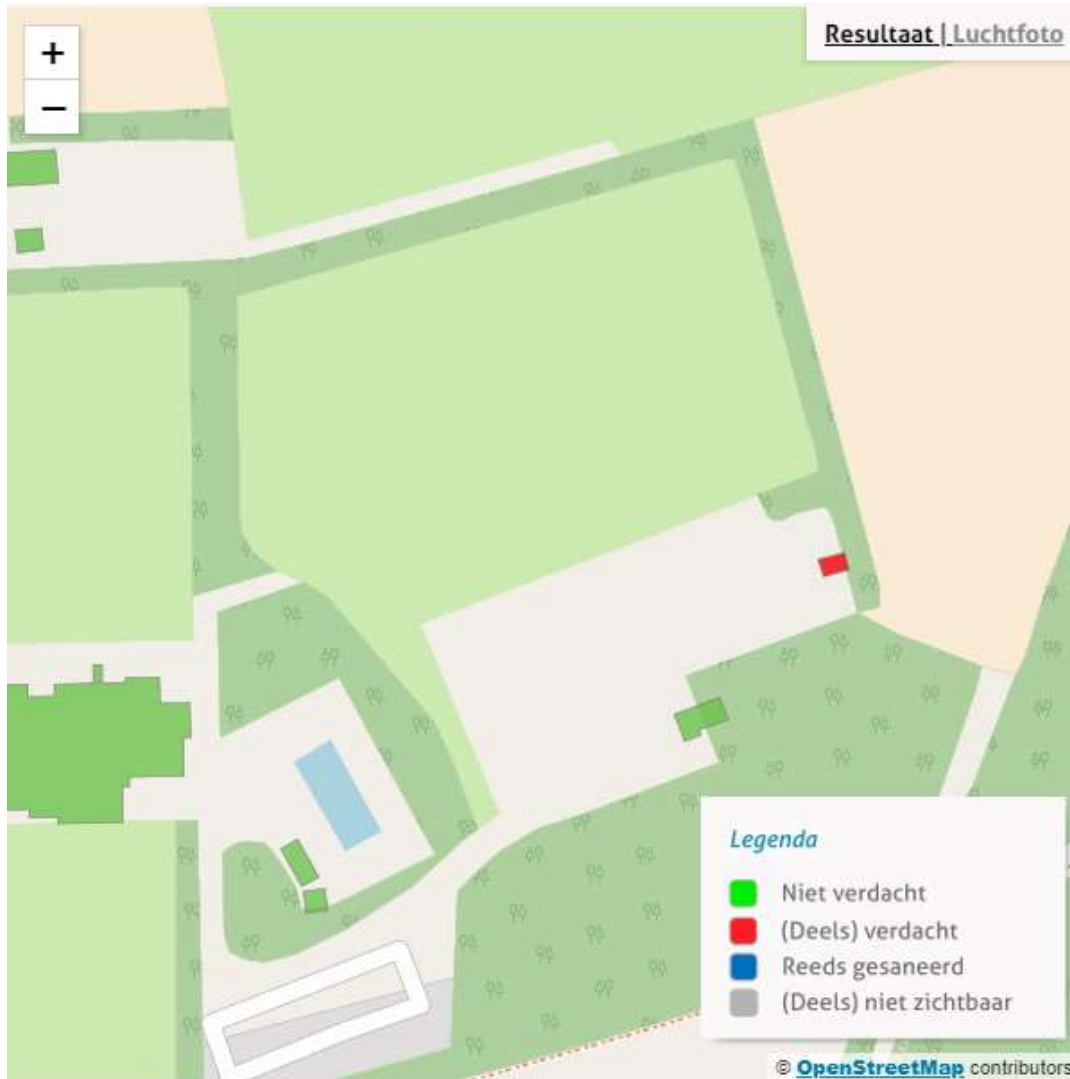 +
−
Resultaat | Luchtfoto
Legenda
Niet verdacht
(Deels) verdacht
Reeds gesaneerd
(Deels) niet zichtbaar
© OpenStreetMap contributors